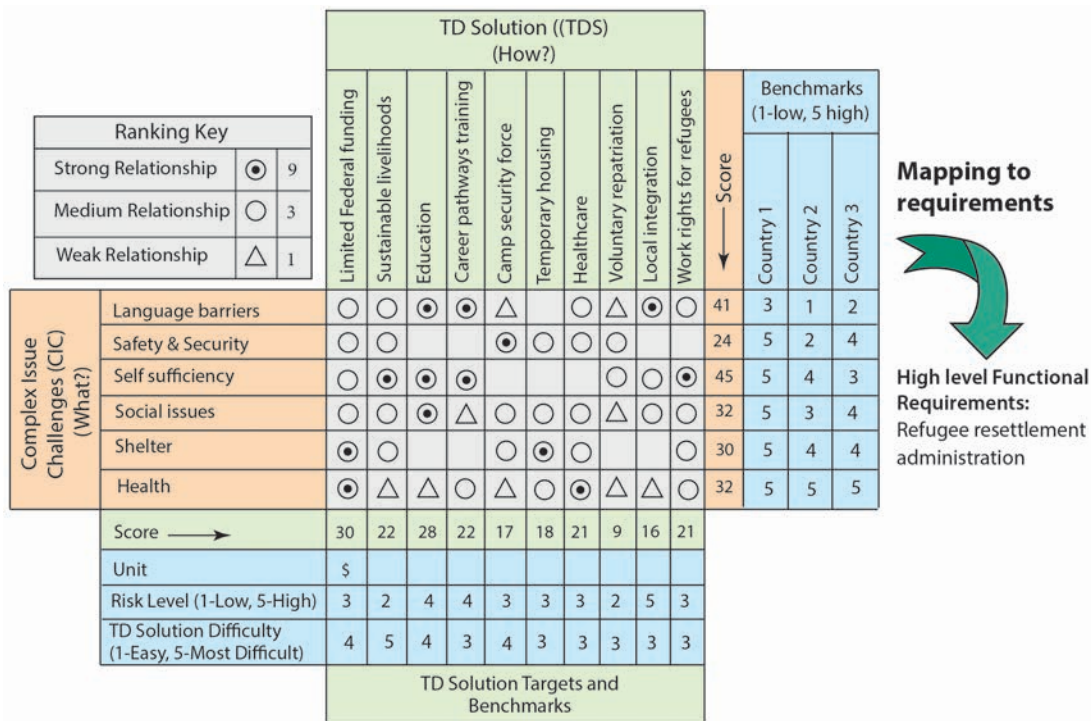 TD Solution ((TDS)
(How?)
Ranking Key
Strong Relationship 9
Medium Relationship 3
Weak Relationship 1
Limited Federal funding
Sustainable livelihoods
Education
Career pathways training
Camp security force
Temporary housing
Healthcare
Voluntary repatriation
Local integration
Work rights for refugees
Score
Benchmarks
(1-low, 5 high)
Country 1
Country 2
Country 3
Mapping to
requirements
High level Functional
Requirements:
Refugee resettlement
administration
Complex Issue
Challenges (CIC)
(What?)
Language barriers 41 3 1 2
Safety & Security 24 5 2 4
Self sufficiency 45 5 4 3
Social issues 32 5 3 4
Shelter 30 5 4 4
Health 32 5 5 5
Score 30 22 28 22 17 18 21 9 16 21
Unit $
Risk Level (1-Low, 5-High) 3 2 4 4 3 3 3 2 5 3
TD Solution Difficulty
(1-Easy, 5-Most Difficult) 4 5 4 3 4 3 3 3 3 3
TD Solution Targets and
Benchmarks